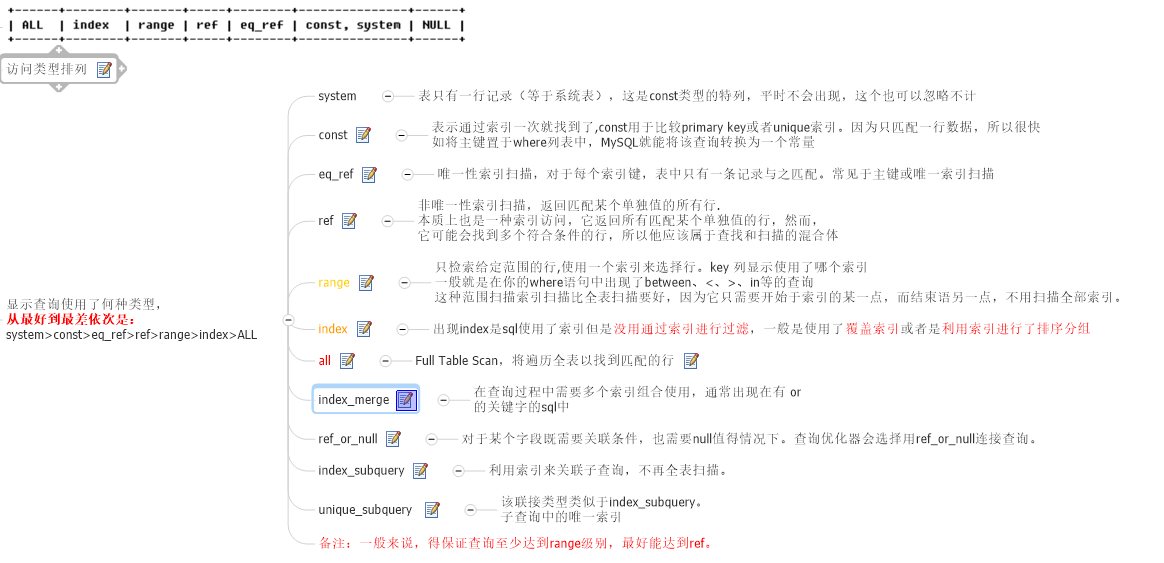 | ALL | index | range | ref | eq_ref | const, system | NULL |
访问类型排列
system
表只有一行记录（等于系统表），这是const类型的特列，平时不会出现，这个也可以忽略不计
const
表示通过索引一次就找到了,const用于比较primary key或者unique索引。因为只匹配一行数据，所以很快
如将主键置于where列表中，MySQL就能将该查询转换为一个常量
eq_ref
唯一性索引扫描，对于每个索引键，表中只有一条记录与之匹配。常见于主键或唯一索引扫描
ref
非唯一性索引扫描，返回匹配某个单独值的所有行.
本质上也是一种索引访问，它返回所有匹配某个单独值的行，然而，
它可能会找到多个符合条件的行，所以他应该属于查找和扫描的混合体
range
只检索给定范围的行,使用一个索引来选择行。key 列显示使用了哪个索引
一般就是在你的where语句中出现了between、<、>、in等的查询
这种范围扫描索引扫描比全表扫描要好，因为它只需要开始于索引的某一点，而结束语另一点，不用扫描全部索引。
显示查询使用了何种类型，
从最好到最差依次是：
system>const>eq_ref>ref>range>index>ALL
index
出现index是sql使用了索引但是没用通过索引进行过滤，一般是使用了覆盖索引或者是利用索引进行了排序分组
all
Full Table Scan，将遍历全表以找到匹配的行
index_merge
在查询过程中需要多个索引组合使用，通常出现在有 or
的关键字的sql中
ref_or_null
对于某个字段既需要关联条件，也需要null值得情况下。查询优化器会选择用ref_or_null连接查询。
index_subquery
利用索引来关联子查询，不再全表扫描。
unique_subquery
该联接类型类似于index_subquery。
子查询中的唯一索引
备注：一般来说，得保证查询至少达到range级别，最好能达到ref。